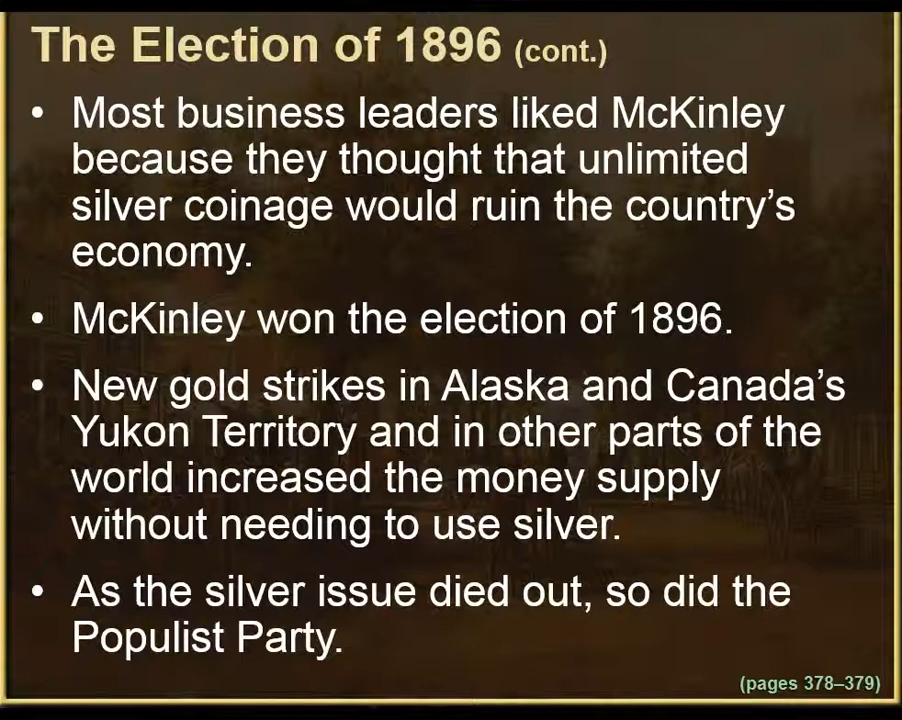 The Election of 1896 (cont.)
• Most business leaders liked McKinley
because they thought that unlimited
silver coinage would ruin the country’s
economy.
• McKinley won the election of 1896.
• New gold strikes in Alaska and Canada’s
Yukon Territory and in other parts of the
world increased the money supply
without needing to use silver.
• As the silver issue died out, so did the
Populist Party.
(pages 378–379)